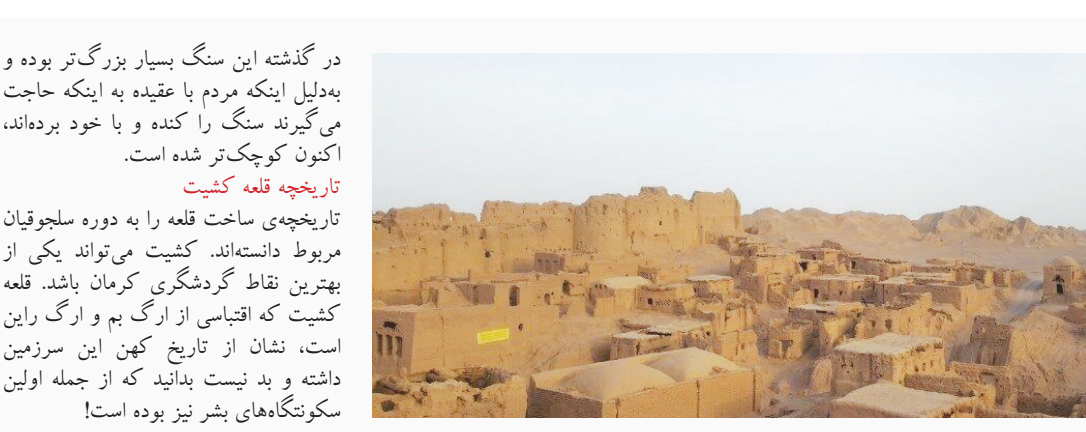 در گذشته این سنگ بسیار بزرگ‌تر بوده و
به‌دلیل اینکه مردم با عقیده به اینکه حاجت
می‌گیرند سنگ را کنده و با خود برده‌اند،
اکنون کوچک‌تر شده است.
تاریخچه قلعه کشیت
تاریخچه‌ی ساخت قلعه را به دوره سلجوقیان
مربوط دانسته‌اند. کشیت می‌تواند یکی از
بهترین نقاط گردشگری کرمان باشد. قلعه
کشیت که اقتباسی از ارگ بم و ارگ راین
است، نشان از تاریخ کهن این سرزمین
داشته و بد نیست بدانید که از جمله اولین
سکونتگاه‌های بشر نیز بوده است!